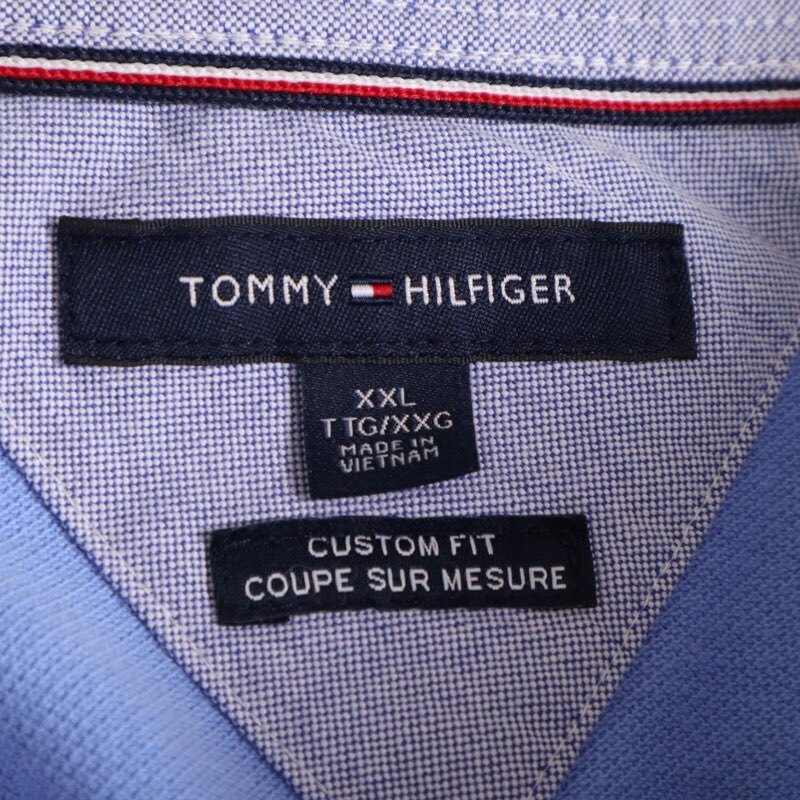 TOMMY HILFIGER
XXL
TTG/XXG
MADE IN
VIETNAM
CUSTOM FIT
COUPE SUR MESURE